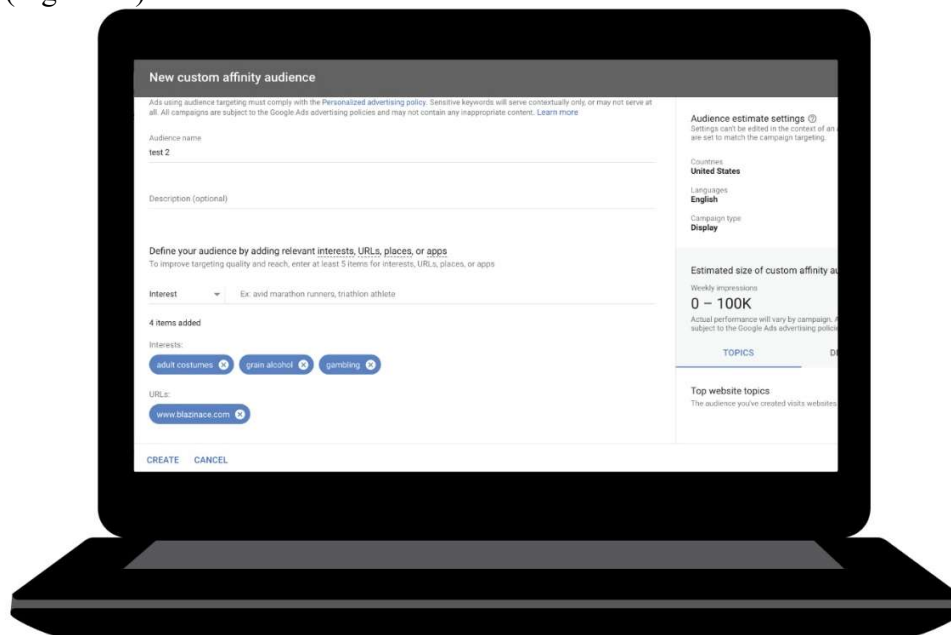 New custom affinity audience
Ads using audience targeting must comply with the Personalized advertising policy. Sensitive keywords will serve contextually only, or may not serve at
all. All campaigns are subject to the Google Ads advertising policies and may not contain any inappropriate content. Learn more
Audience name
test 2
Description (optional)
Define your audience by adding relevant interests, URLs, places, or apps
To improve targeting quality and reach, enter at least 5 items for interests, URLs, places, or apps
Interest
Ex: avid marathon runners, triathlon athlete
4 items added
Interests:
adult costumes grain alcohol gambling
URLs:
www.blazinace.com
CREATE CANCEL
Audience estimate settings
Settings can't be edited in the context of an
are set to match the campaign targeting.
Countries
United States
Languages
English
Campaign type
Display
Estimated size of custom affinity au
Weekly impressions
0 – 100K
Actual performance will vary by campaign. A
subject to the Google Ads advertising policie
TOPICS
Top website topics
The audience you've created visits websites